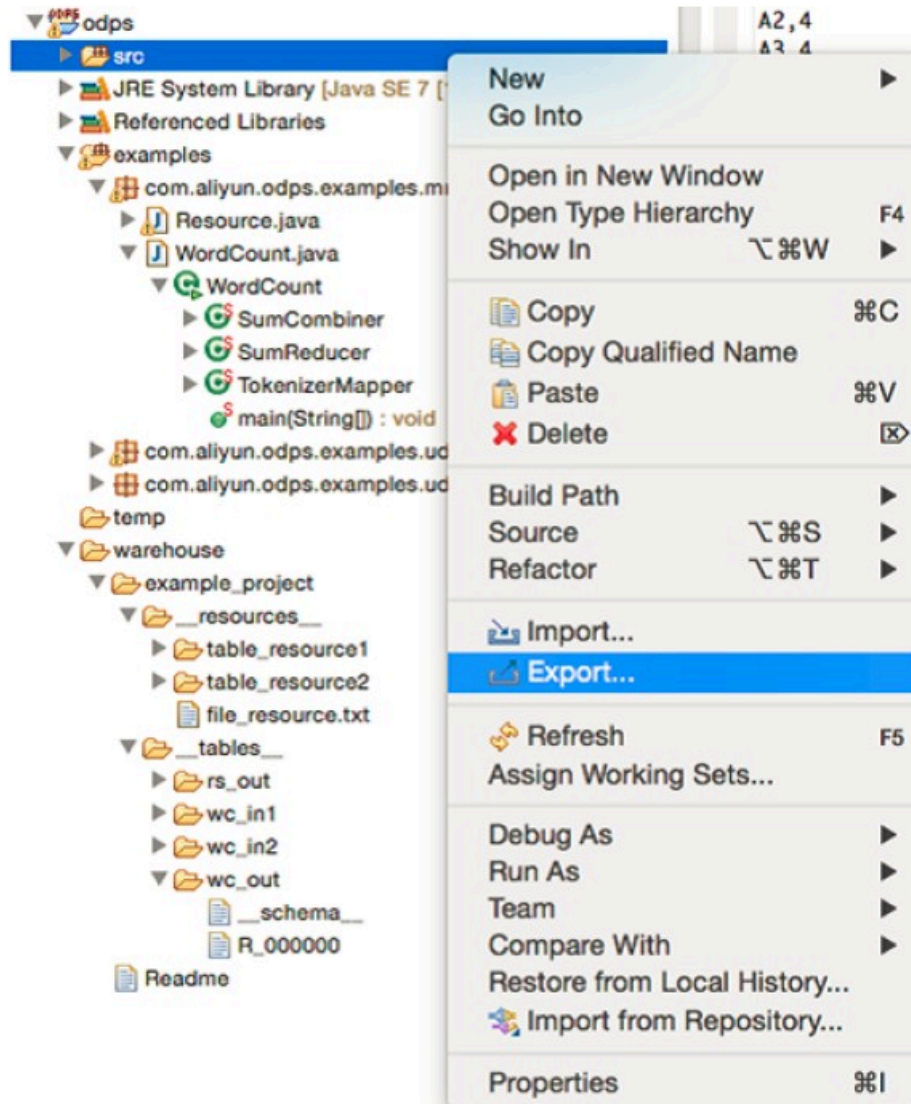 odps
src
JRE System Library [Java SE 7 [
Referenced Libraries
examples
com.aliyun.odps.examples.m
Resource.java
WordCount.java
WordCount
SumCombiner
SumReducer
TokenizerMapper
main(String[]) : void
com.aliyun.odps.examples.ud
com.aliyun.odps.examples.ud
temp
warehouse
example_project
__resources__
table_resource1
table_resource2
file_resource.txt
__tables__
rs_out
wc_in1
wc_in2
wc_out
__schema__
R_000000
Readme
A2,4
A3,4
New
Go Into
Open in New Window
Open Type Hierarchy F4
Show In ⌥⌘W
Copy ⌘C
Copy Qualified Name
Paste ⌘V
Delete ⌦
Build Path
Source ⌥⌘S
Refactor ⌥⌘T
Import...
Export...
Refresh F5
Assign Working Sets...
Debug As
Run As
Team
Compare With
Restore from Local History...
Import from Repository...
Properties ⌘I